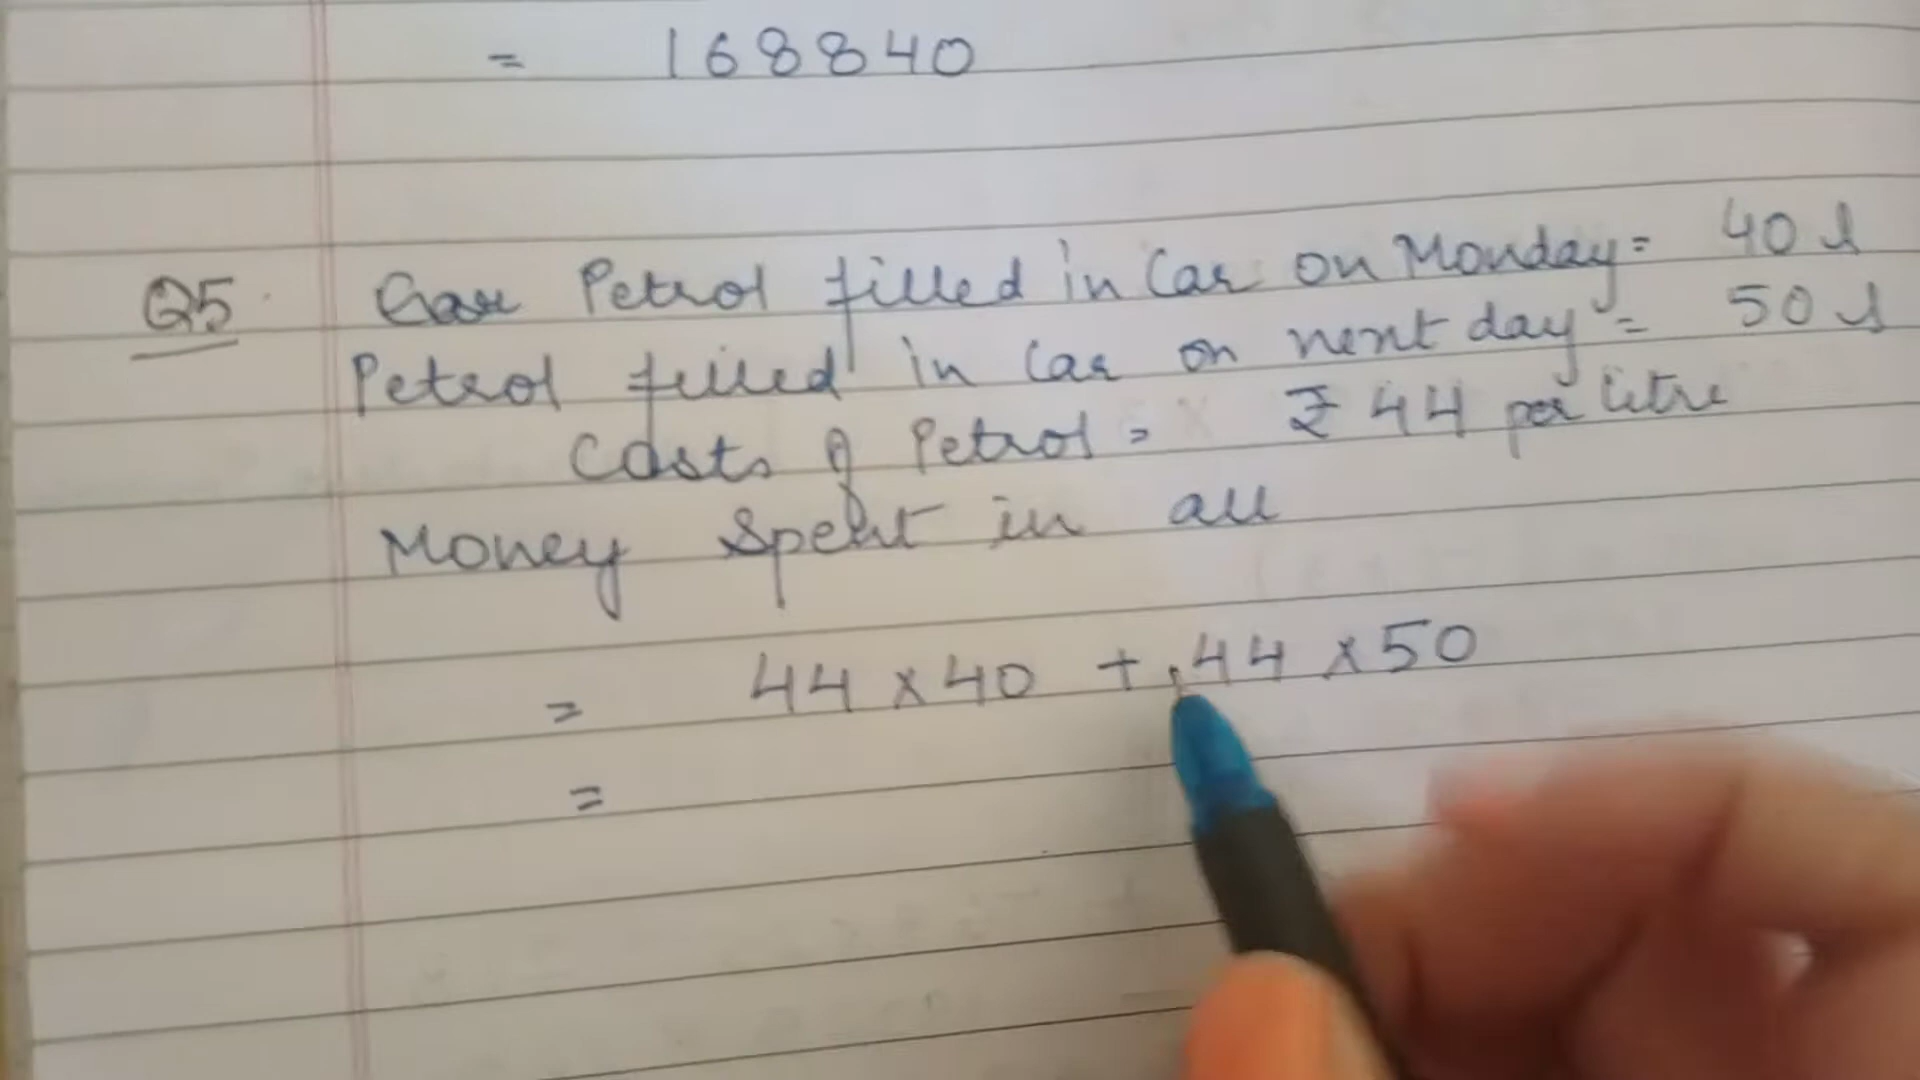 = 168840
Q5. Petrol filled in Car on Monday = 40 l
Petrol filled in Car on next day = 50 l
Costs of Petrol = ₹ 44 per litre
Money Spent in all
= 44 x 40 + 44 x 50
=